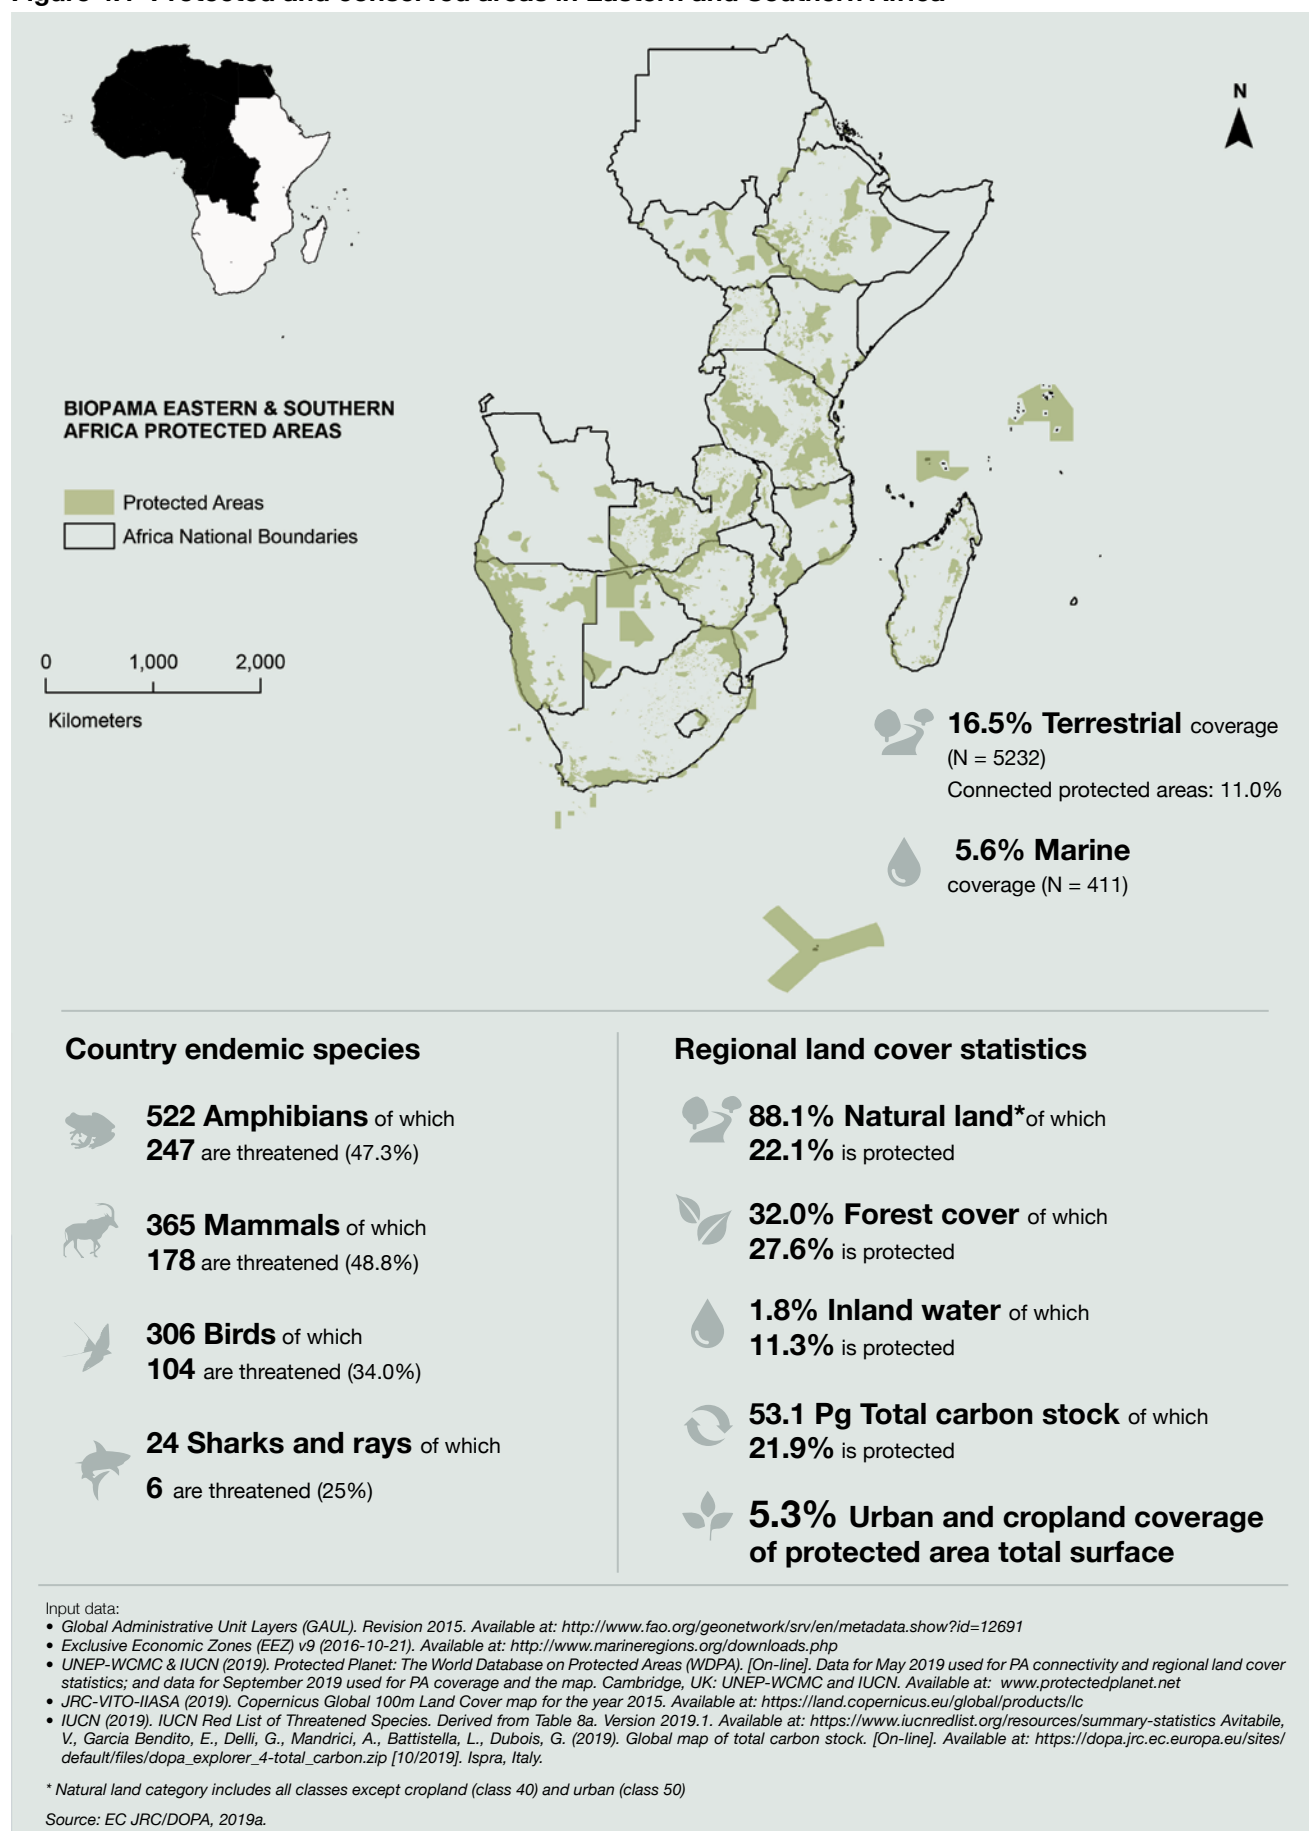 N
BIOPAMA EASTERN & SOUTHERN
AFRICA PROTECTED AREAS
Protected Areas
Africa National Boundaries
0 1,000 2,000
Kilometers
16.5% Terrestrial coverage
(N = 5232)
Connected protected areas: 11.0%
5.6% Marine
coverage (N = 411)
Country endemic species
522 Amphibians of which
247 are threatened (47.3%)
365 Mammals of which
178 are threatened (48.8%)
306 Birds of which
104 are threatened (34.0%)
24 Sharks and rays of which
6 are threatened (25%)
Regional land cover statistics
88.1% Natural land*of which
22.1% is protected
32.0% Forest cover of which
27.6% is protected
1.8% Inland water of which
11.3% is protected
53.1 Pg Total carbon stock of which
21.9% is protected
5.3% Urban and cropland coverage
of protected area total surface
Input data:
• Global Administrative Unit Layers (GAUL). Revision 2015. Available at: http://www.fao.org/geonetwork/srv/en/metadata.show?id=12691
• Exclusive Economic Zones (EEZ) v9 (2016-10-21). Available at: http://www.marineregions.org/downloads.php
• UNEP-WCMC & IUCN (2019). Protected Planet: The World Database on Protected Areas (WDPA). [On-line]. Data for May 2019 used for PA connectivity and regional land cover
statistics; and data for September 2019 used for PA coverage and the map. Cambridge, UK: UNEP-WCMC and IUCN. Available at: www.protectedplanet.net
• JRC-VITO-IIASA (2019). Copernicus Global 100m Land Cover map for the year 2015. Available at: https://land.copernicus.eu/global/products/lc
• IUCN (2019). IUCN Red List of Threatened Species. Derived from Table 8a. Version 2019.1. Available at: https://www.iucnredlist.org/resources/summary-statistics Avitabile,
V., Garcia Bendito, E., Delli, G., Mandrici, A., Battistella, L., Dubois, G. (2019). Global map of total carbon stock. [On-line]. Available at: https://dopa.jrc.ec.europa.eu/sites/
default/files/dopa_explorer_4-total_carbon.zip [10/2019]. Ispra, Italy.
* Natural land category includes all classes except cropland (class 40) and urban (class 50)
Source: EC JRC/DOPA, 2019a.